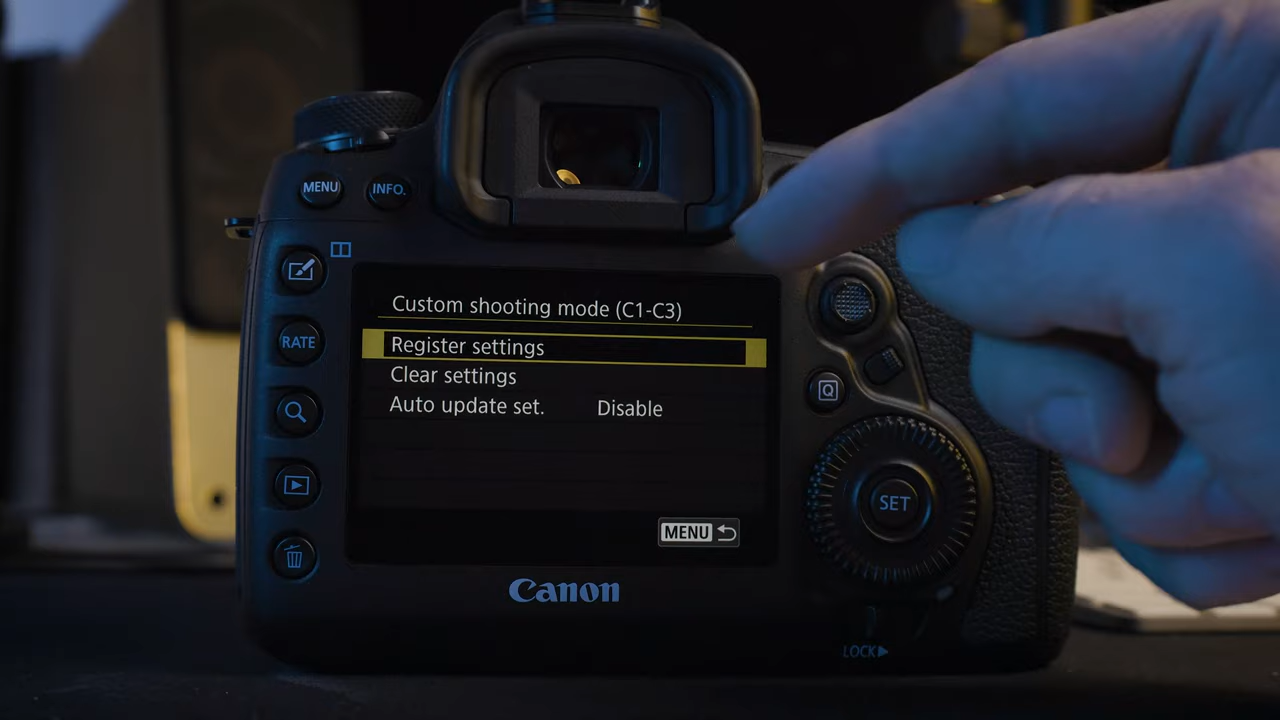 MENU
INFO.
RATE
Custom shooting mode (C1-C3)
Register settings
Clear settings
Auto update set. Disable
MENU
Q
SET
Canon
LOCK